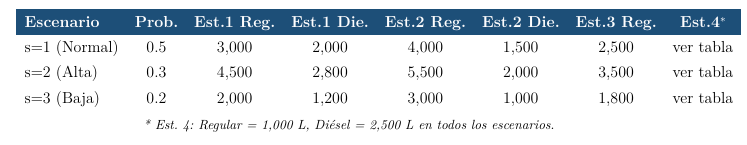 Escenario Prob. Est.1 Reg. Est.1 Die. Est.2 Reg. Est.2 Die. Est.3 Reg. Est.4*
s=1 (Normal) 0.5 3,000 2,000 4,000 1,500 2,500 ver tabla
s=2 (Alta) 0.3 4,500 2,800 5,500 2,000 3,500 ver tabla
s=3 (Baja) 0.2 2,000 1,200 3,000 1,000 1,800 ver tabla
* Est. 4: Regular = 1,000 L, Diésel = 2,500 L en todos los escenarios.